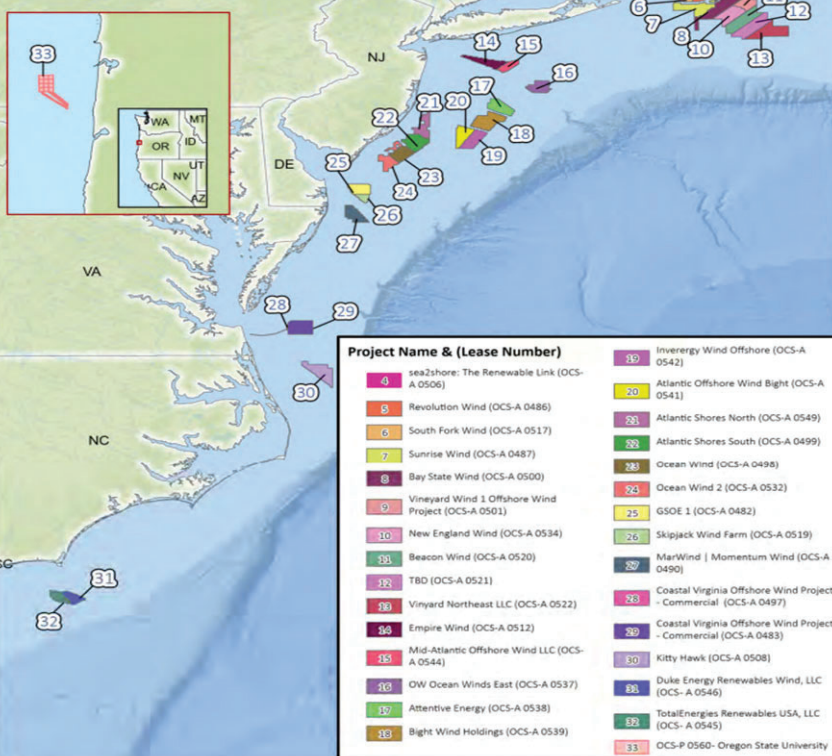 33
WA
MT
OR
ID
UT
NV
CA
AZ
6
7
8
10
12
13
14
15
16
17
18
19
20
21
22
23
24
25
26
27
28
29
30
31
32
NJ
DE
VA
NC
Project Name & (Lease Number)
4 sea2shore: The Renewable Link (OCS-
A 0506)
5 Revolution Wind (OCS-A 0486)
6 South Fork Wind (OCS-A 0517)
7 Sunrise Wind (OCS-A 0487)
8 Bay State Wind (OCS-A 0500)
9 Vineyard Wind 1 Offshore Wind
Project (OCS-A 0501)
10 New England Wind (OCS-A 0534)
11 Beacon Wind (OCS-A 0520)
12 TBD (OCS-A 0521)
13 Vinyard Northeast LLC (OCS-A 0522)
14 Empire Wind (OCS-A 0512)
15 Mid-Atlantic Offshore Wind LLC (OCS-
A 0544)
16 OW Ocean Winds East (OCS-A 0537)
17 Attentive Energy (OCS-A 0538)
18 Bight Wind Holdings (OCS-A 0539)
19 Inverergy Wind Offshore (OCS-A
0542)
20 Atlantic Offshore Wind Bight (OCS-A
0541)
21 Atlantic Shores North (OCS-A 0549)
22 Atlantic Shores South (OCS-A 0499)
23 Ocean Wind (OCS-A 0498)
24 Ocean Wind 2 (OCS-A 0532)
25 GSOE 1 (OCS-A 0482)
26 Skipjack Wind Farm (OCS-A 0519)
27 MarWind | Momentum Wind (OCS-A
0490)
28 Coastal Virginia Offshore Wind Project
- Commercial (OCS-A 0497)
29 Coastal Virginia Offshore Wind Project
- Commercial (OCS-A 0483)
30 Kitty Hawk (OCS-A 0508)
31 Duke Energy Renewables Wind, LLC
(OCS- A 0546)
32 TotalEnergies Renewables USA, LLC
(OCS-A 0545)
33 OCS-P 0560- Oregon State University